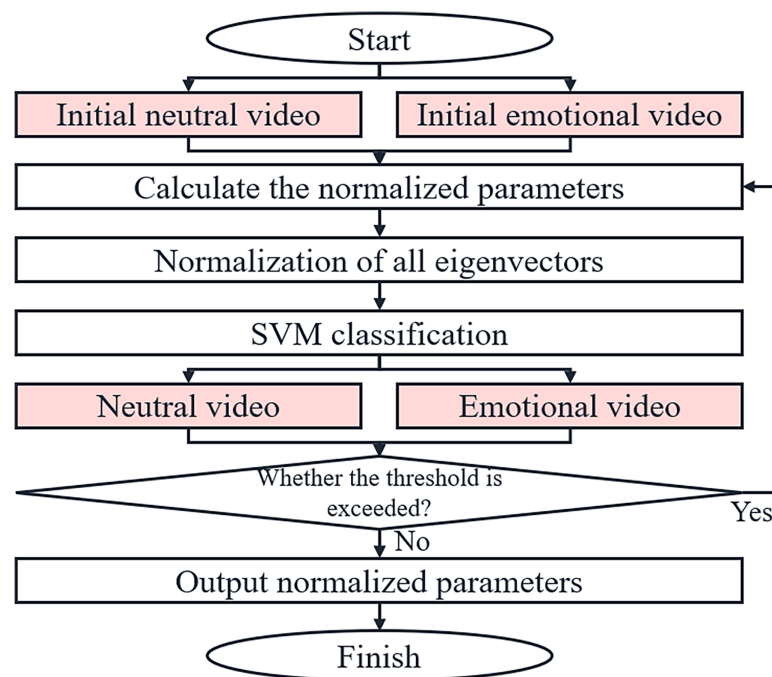 Start
Initial neutral video
Initial emotional video
Calculate the normalized parameters
Normalization of all eigenvectors
SVM classification
Neutral video
Emotional video
Whether the threshold is
exceeded?
Yes
No
Output normalized parameters
Finish